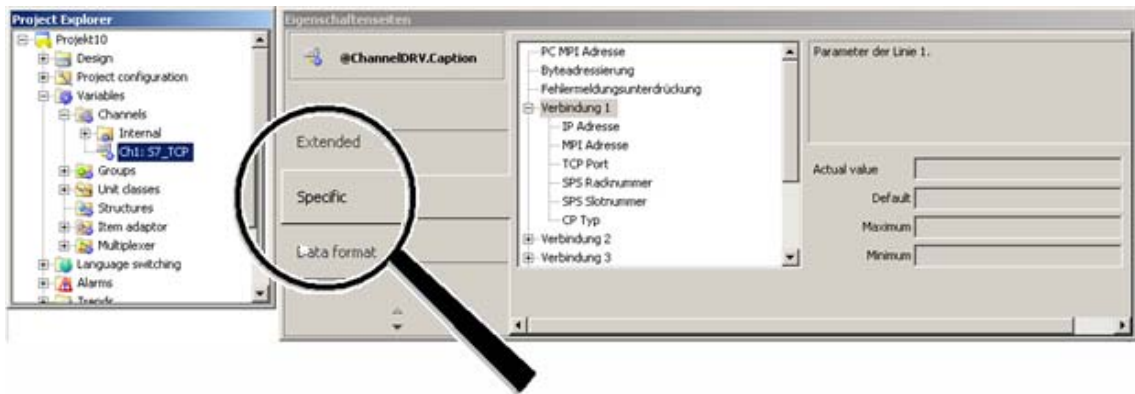 Project Explorer
Projekt10
Design
Project configuration
Variables
Channels
Internal
Ch1: S7_TCP
Groups
Unit classes
Structures
Item adaptor
Multiplexer
Language switching
Alarms
Trends
Eigenschaftenseiten
@ChannelDRV.Caption
Extended
Specific
Data format
PC MPI Adresse
Byteadressierung
Fehlermeldungsunterdrückung
Verbindung 1
IP Adresse
MPI Adresse
TCP Port
SPS Racknummer
SPS Slotnummer
CP Typ
Verbindung 2
Verbindung 3
Parameter der Linie 1.
Actual value
Default
Maximum
Minimum